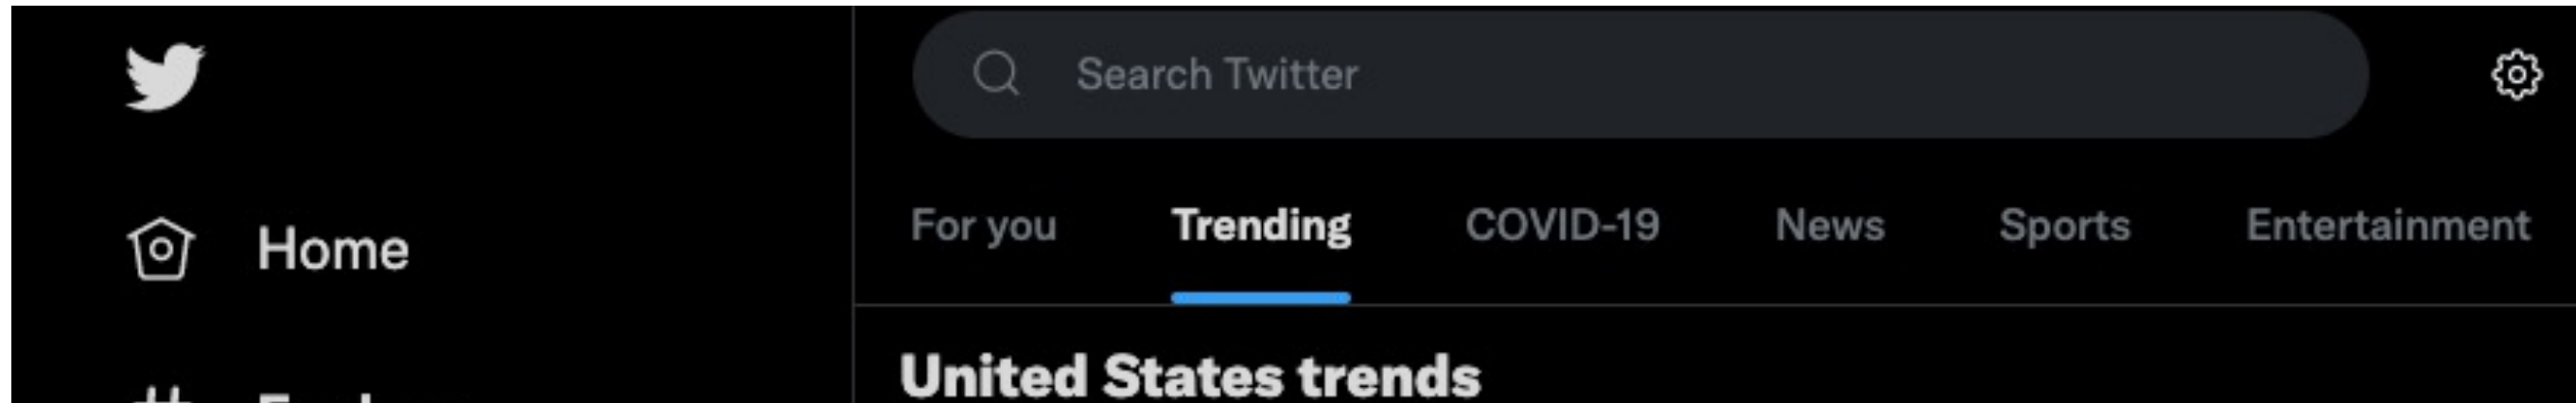 Search Twitter
Home
For you Trending COVID-19 News Sports Entertainment
United States trends